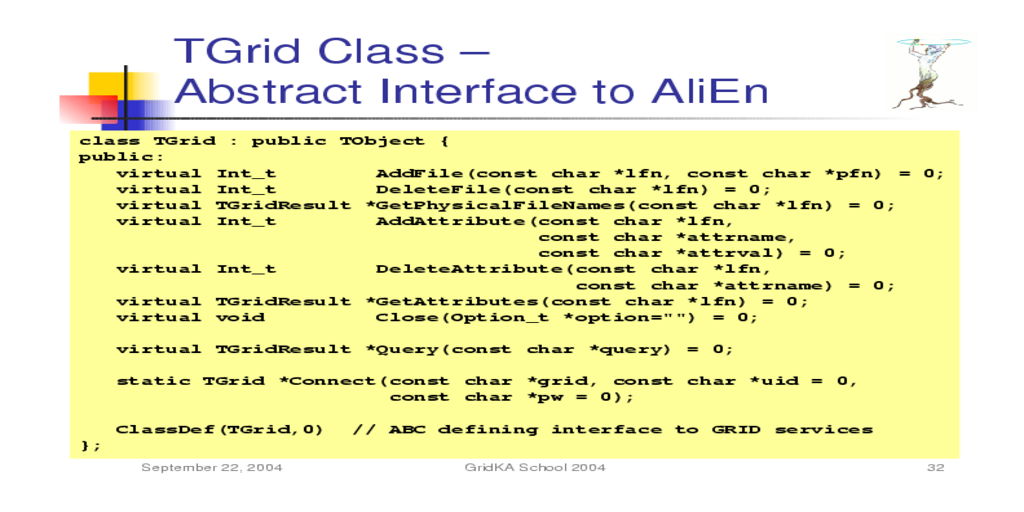 TGrid Class –
Abstract Interface to AliEn
class TGrid : public TObject {
public:
   virtual Int_t        AddFile(const char *lfn, const char *pfn) = 0;
   virtual Int_t        DeleteFile(const char *lfn) = 0;
   virtual TGridResult *GetPhysicalFileNames(const char *lfn) = 0;
   virtual Int_t        AddAttribute(const char *lfn,
                                     const char *attrname,
                                     const char *attrval) = 0;
   virtual Int_t        DeleteAttribute(const char *lfn,
                                        const char *attrname) = 0;
   virtual TGridResult *GetAttributes(const char *lfn) = 0;
   virtual void         Close(Option_t *option="") = 0;
   virtual TGridResult *Query(const char *query) = 0;
   static TGrid *Connect(const char *grid, const char *uid = 0,
                         const char *pw = 0);
   ClassDef(TGrid,0)  // ABC defining interface to GRID services
};
September 22, 2004 GridKA School 2004 32